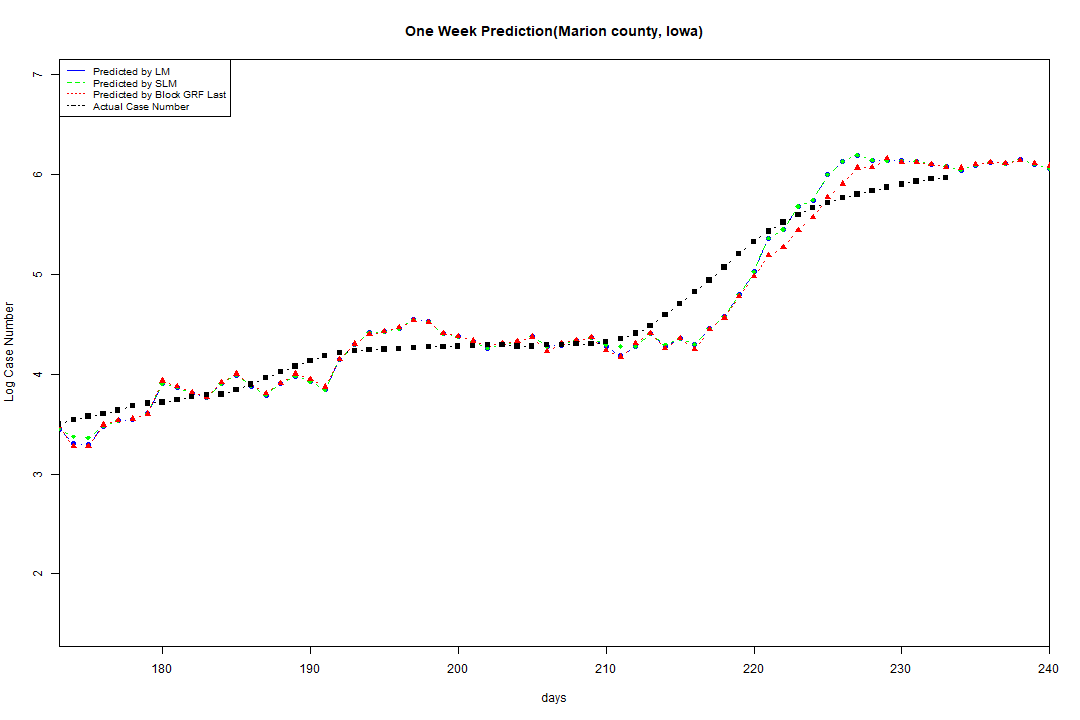 One Week Prediction(Marion county, Iowa)
Predicted by LM
Predicted by SLM
Predicted by Block GRF Last
Actual Case Number
Log Case Number
7
6
5
4
3
2
180 190 200 210 220 230 240
days